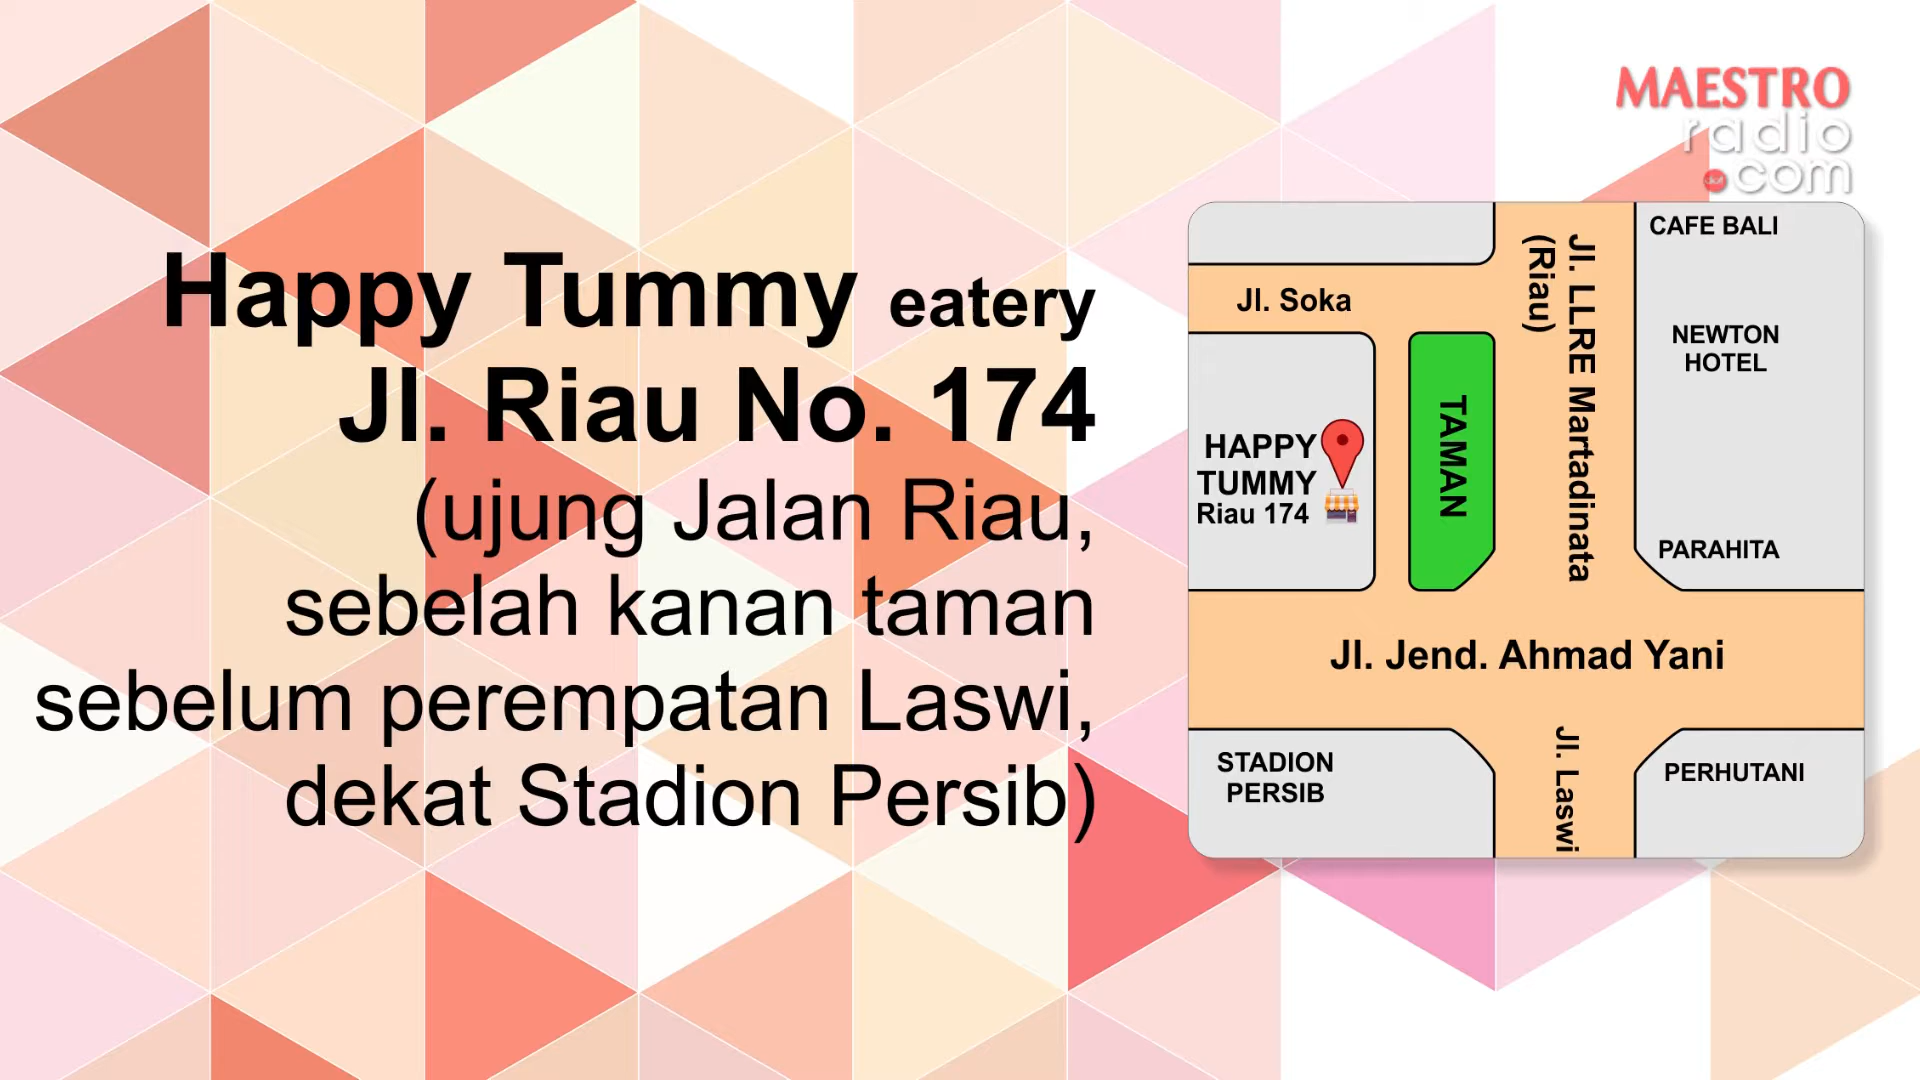 MAESTRO
radio
.com
Happy Tummy eatery
Jl. Riau No. 174
(ujung Jalan Riau,
sebelah kanan taman
sebelum perempatan Laswi,
dekat Stadion Persib)
CAFE BALI
Jl. LLRE Martadinata
(Riau)
Jl. Soka
NEWTON
HOTEL
TAMAN
HAPPY
TUMMY
Riau 174
PARAHITA
Jl. Jend. Ahmad Yani
STADION
PERSIB
Jl. Laswi
PERHUTANI